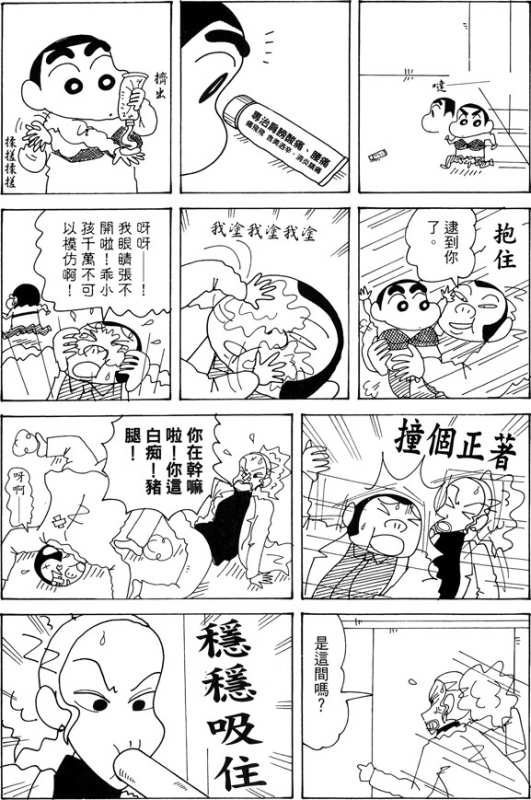 噠
專治肩膀酸痛、腰痛
擠出
揉搓揉搓
抱住
逮到你
了。
我塗我塗我塗
呀呀——！
我眼睛張不
開啦！乖小
孩千萬不可
以模仿啊！
撞個正著
你在幹嘛
啦！你這
白痴！豬
腿！
呀啊——
是這間嗎？
穩穩吸住